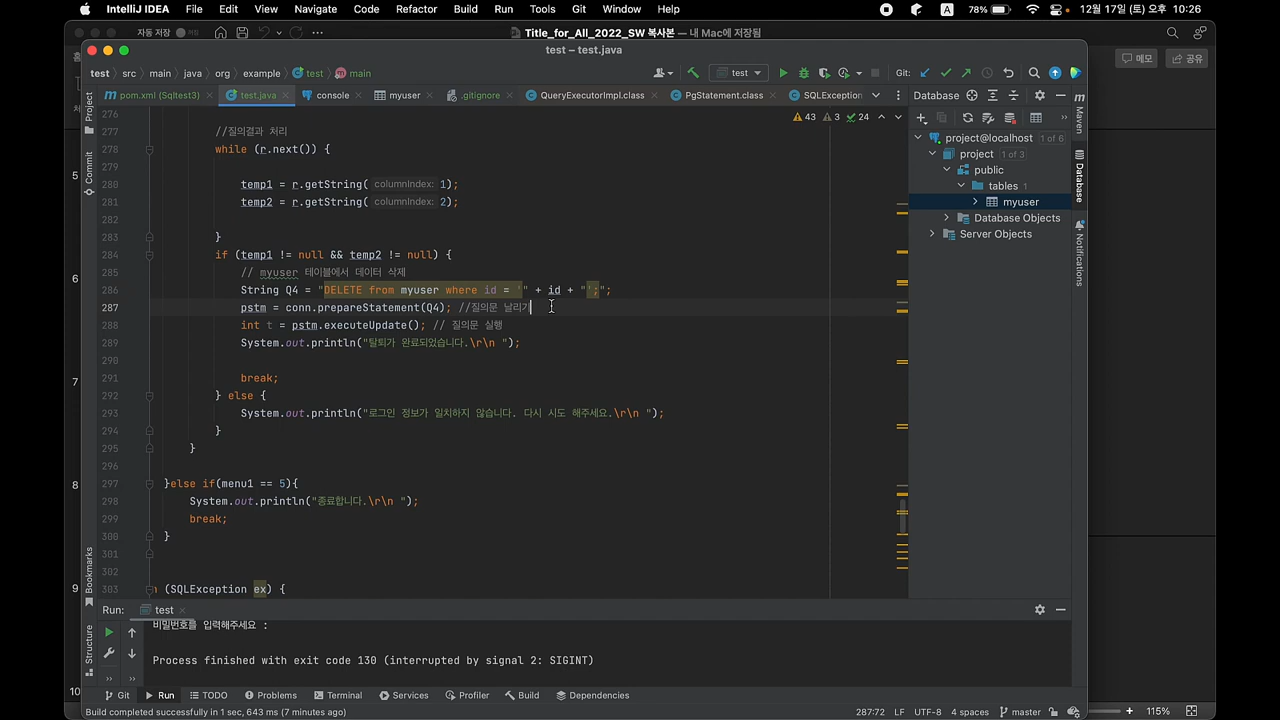 IntelliJ IDEA File Edit View Navigate Code Refactor Build Run Tools Git Window Help A 78% 12월 17일 (토) 오후 10:26
자동 저장 Title_for_All_2022_SW 복사본 — 내 Mac에 저장됨
test – test.java
메모 공유
test src main java org example test main
test Git:
pom.xml (Sqltest3) test.java console myuser .gitignore QueryExecutorImpl.class PgStatement.class SQLException Database
43 3 24
276
277 //질의결과 처리
278 while (r.next()) {
279
280 temp1 = r.getString( columnIndex: 1);
281 temp2 = r.getString( columnIndex: 2);
282
283 }
284 if (temp1 != null && temp2 != null) {
285 // myuser 테이블에서 데이터 삭제
286 String Q4 = "DELETE from myuser where id = '" + id + "';";
287 pstm = conn.prepareStatement(Q4); //질의문 날리기
288 int t = pstm.executeUpdate(); // 질의문 실행
289 System.out.println("탈퇴가 완료되었습니다.\r\n ");
290
291 break;
292 } else {
293 System.out.println("로그인 정보가 일치하지 않습니다. 다시 시도 해주세요.\r\n ");
294 }
295 }
296
297 }else if(menu1 == 5){
298 System.out.println("종료합니다.\r\n ");
299 break;
300 }
301
302
303 (SQLException ex) {
project@localhost 1 of 6
project 1 of 3
public
tables 1
myuser
Database Objects
Server Objects
Project
Commit
Bookmarks
Structure
Maven
Database
Notifications
5
6
7
8
9
10
Run: test
비밀번호를 입력해주세요 :
Process finished with exit code 130 (interrupted by signal 2: SIGINT)
Git Run TODO Problems Terminal Services Profiler Build Dependencies
Build completed successfully in 1 sec, 643 ms (7 minutes ago) 287:72 LF UTF-8 4 spaces master
115%